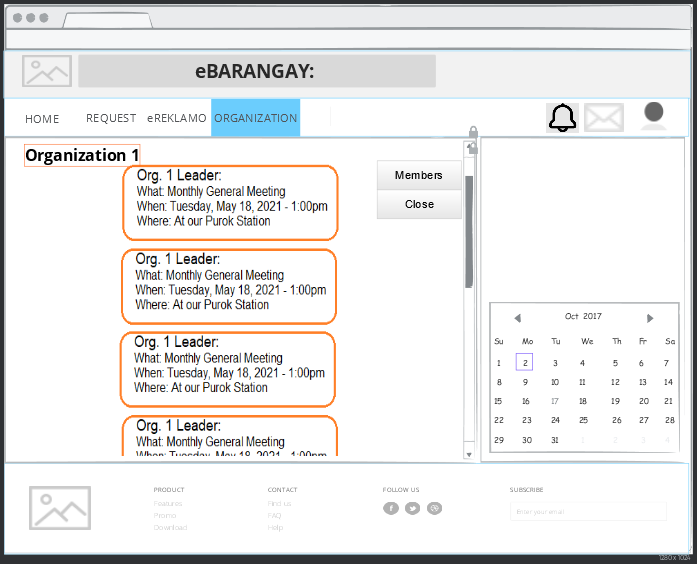 eBARANGAY:
HOME REQUEST eREKLAMO ORGANIZATION
Organization 1
Org. 1 Leader:
What: Monthly General Meeting
When: Tuesday, May 18, 2021 - 1:00pm
Where: At our Purok Station
Org. 1 Leader:
What: Monthly General Meeting
When: Tuesday, May 18, 2021 - 1:00pm
Where: At our Purok Station
Org. 1 Leader:
What: Monthly General Meeting
When: Tuesday, May 18, 2021 - 1:00pm
Where: At our Purok Station
Org. 1 Leader:
What: Monthly General Meeting
When: Tuesday, May 18, 2021 - 1:00pm
Members
Close
Oct 2017
Su Mo Tu We Th Fr Sa
1 2 3 4 5 6 7
8 9 10 11 12 13 14
15 16 17 18 19 20 21
22 23 24 25 26 27 28
29 30 31 1 2 3 4
PRODUCT
Features
Promo
Download
CONTACT
Find us
FAQ
Help
FOLLOW US
SUBSCRIBE
Enter your email
1280 x 1024